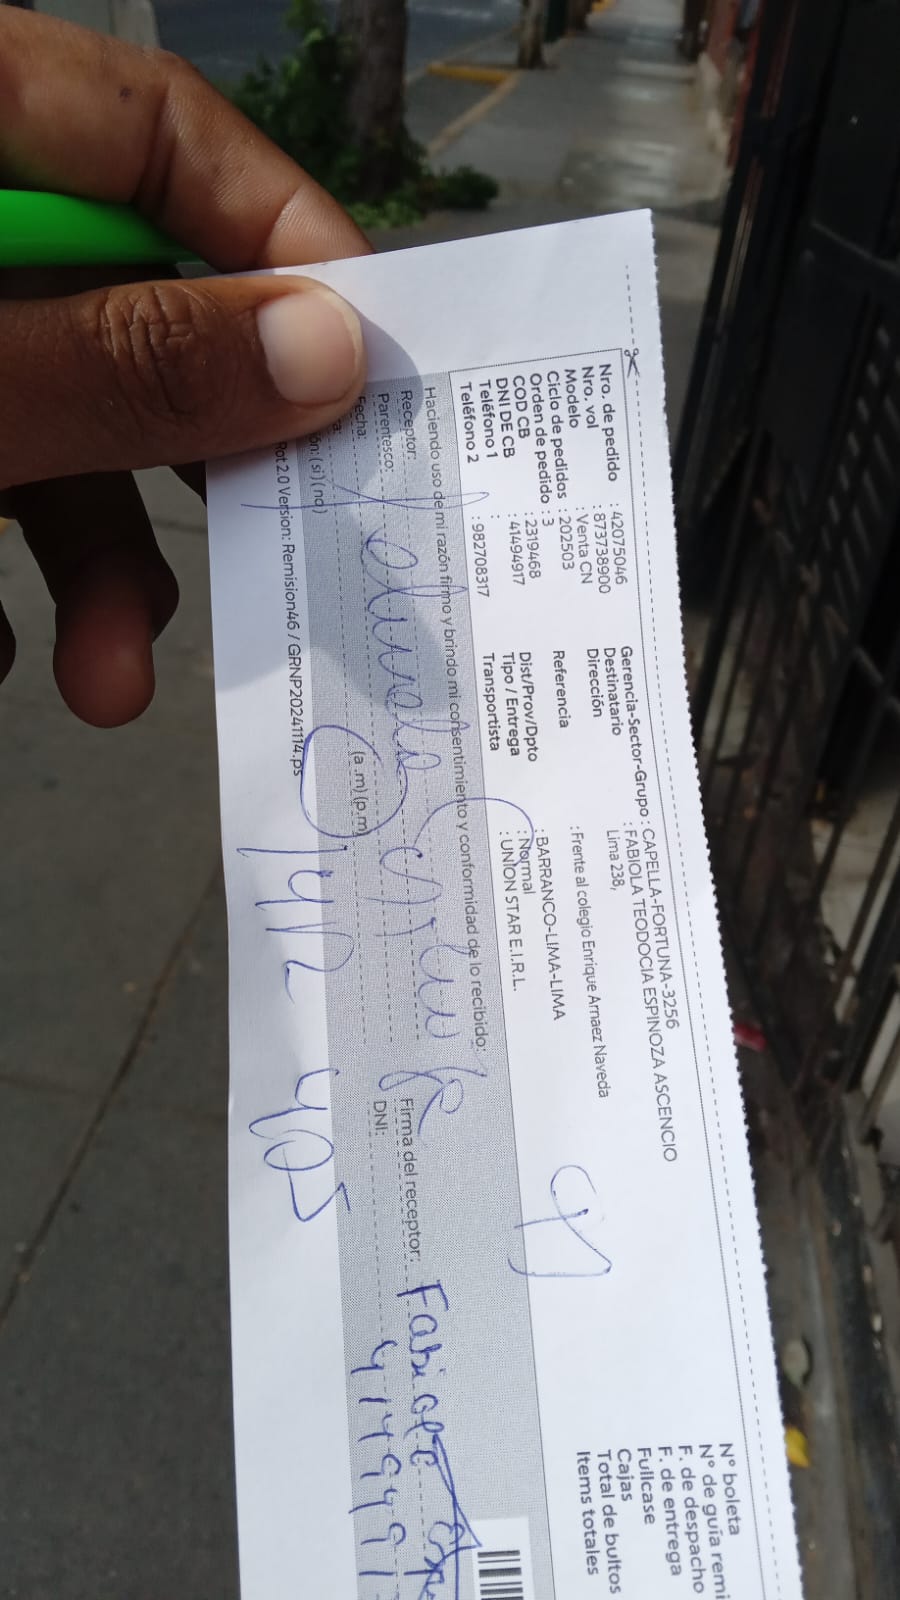 Nro. de pedido : 42075046
Nro. vol : 873738900
Modelo : Venta CN
Ciclo de pedidos : 202503
Orden de pedido : 3
COD CB : 2319468
DNI DE CB : 41494917
Teléfono 1 :
Teléfono 2 : 982708317
Gerencia-Sector-Grupo : CAPELLA-FORTUNA-3256
Destinatario : FABIOLA TEODOCIA ESPINOZA ASCENCIO
Dirección Lima 238,
Referencia : Frente al colegio Enrique Arnaez Naveda
Dist/Prov/Dpto : BARRANCO-LIMA-LIMA
Tipo / Entrega : Normal
Transportista : UNION STAR E.I.R.L.
N° boleta
N° de guía remi
F. de despacho
F. de entrega
Fullcase
Cajas
Total de bultos
Items totales
Haciendo uso de mi razón firmo y brindo mi consentimiento y conformidad de lo recibido:
Receptor:
Firma del receptor:
Parentesco:
DNI:
Fecha:
(a .m) (p.m)
ón: (si) (no)
Rot 2.0 Version: Remision46 / GRNP20241114.ps